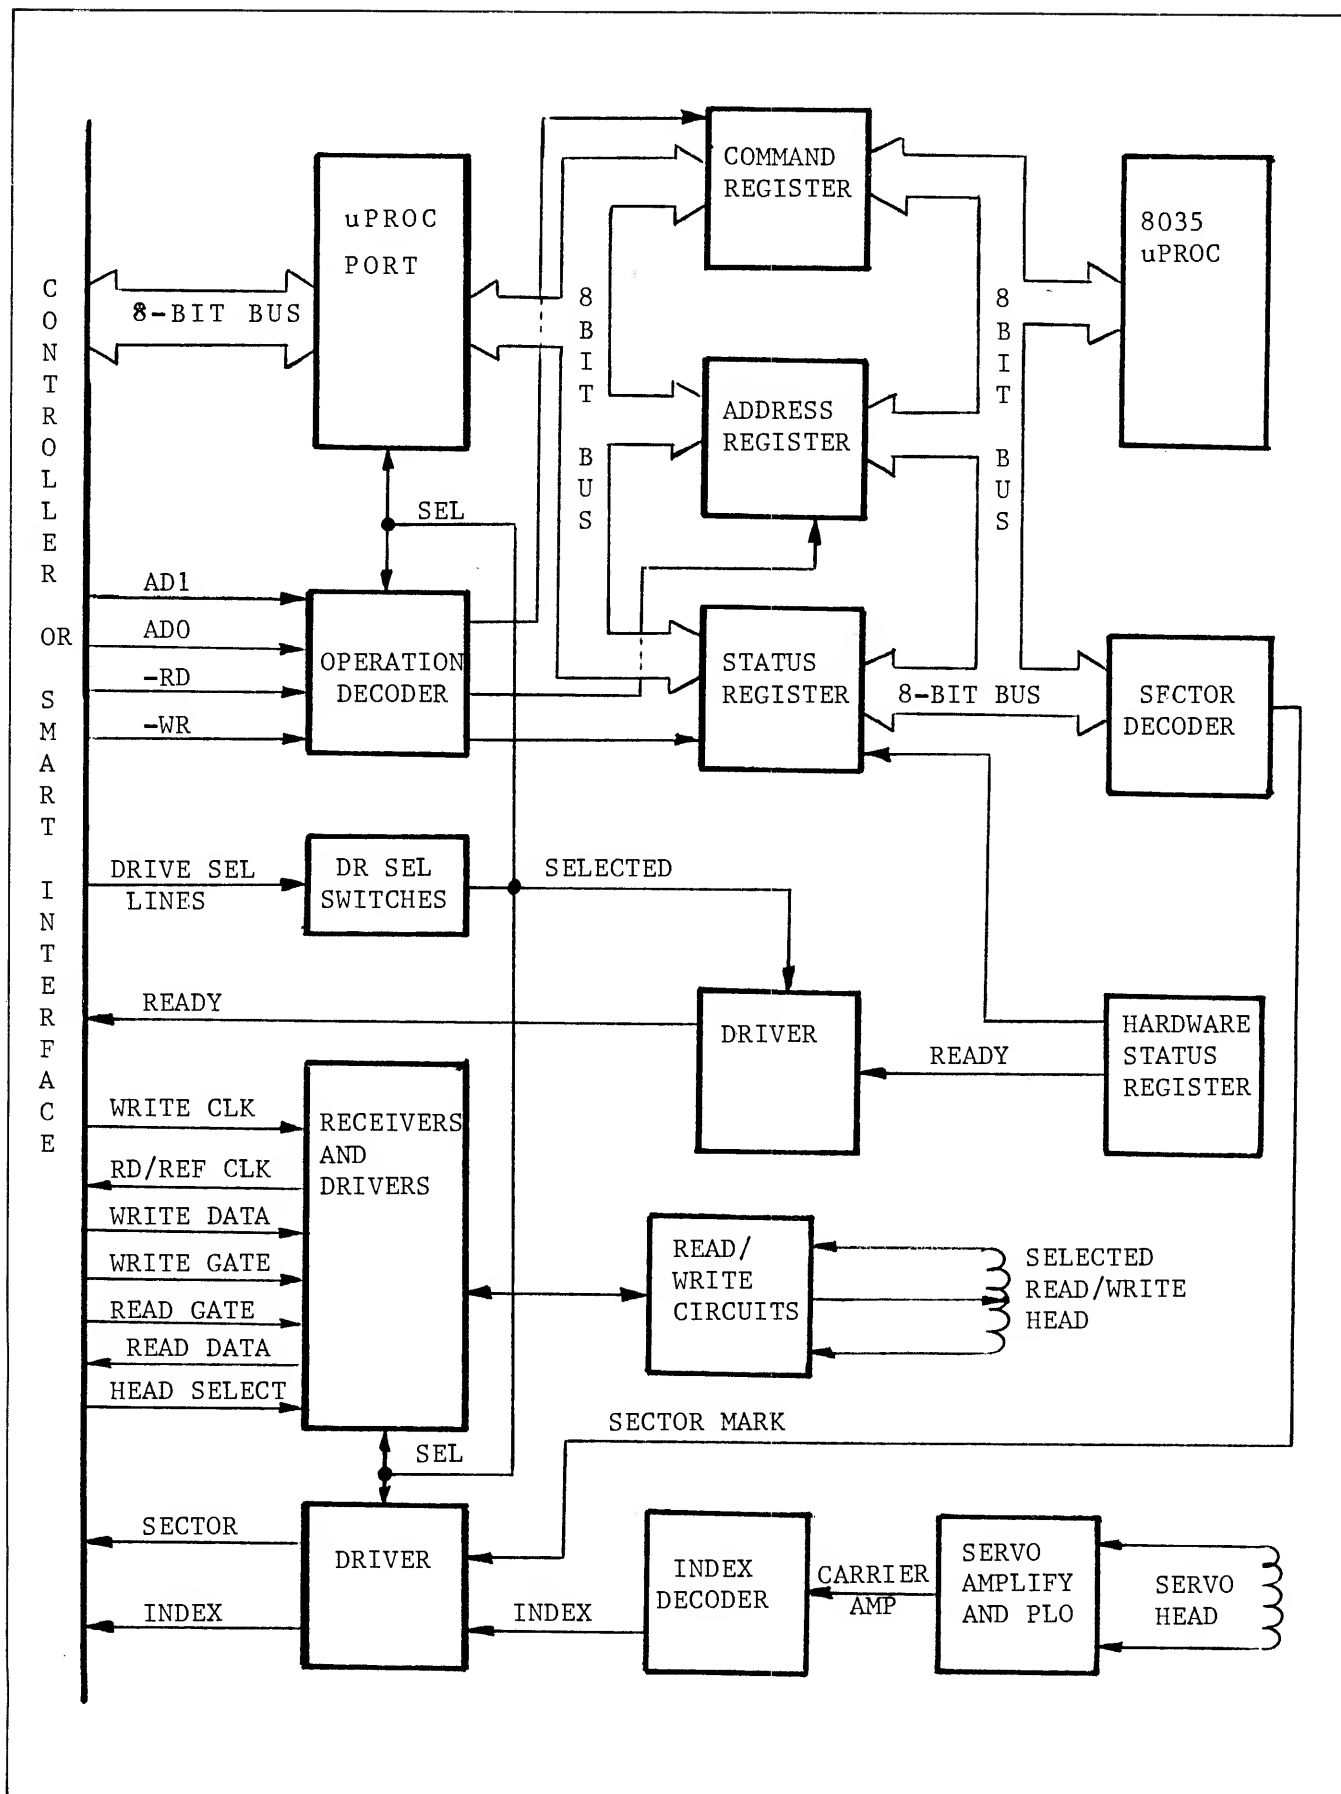 CONTROLLER OR SMART INTERFACE
uPROC
PORT
8-BIT BUS
COMMAND
REGISTER
8035
uPROC
8 BIT BUS
8 BIT BUS
ADDRESS
REGISTER
SEL
AD1
AD0
-RD
-WR
OPERATION
DECODER
STATUS
REGISTER
8-BIT BUS
SFCTOR
DECODER
DRIVE SEL
LINES
DR SEL
SWITCHES
SELECTED
READY
DRIVER
READY
HARDWARE
STATUS
REGISTER
WRITE CLK
RD/REF CLK
WRITE DATA
WRITE GATE
READ GATE
READ DATA
HEAD SELECT
RECEIVERS
AND
DRIVERS
READ/
WRITE
CIRCUITS
SELECTED
READ/WRITE
HEAD
SECTOR MARK
SEL
SECTOR
INDEX
DRIVER
INDEX
INDEX
DECODER
CARRIER
AMP
SERVO
AMPLIFY
AND PLO
SERVO
HEAD